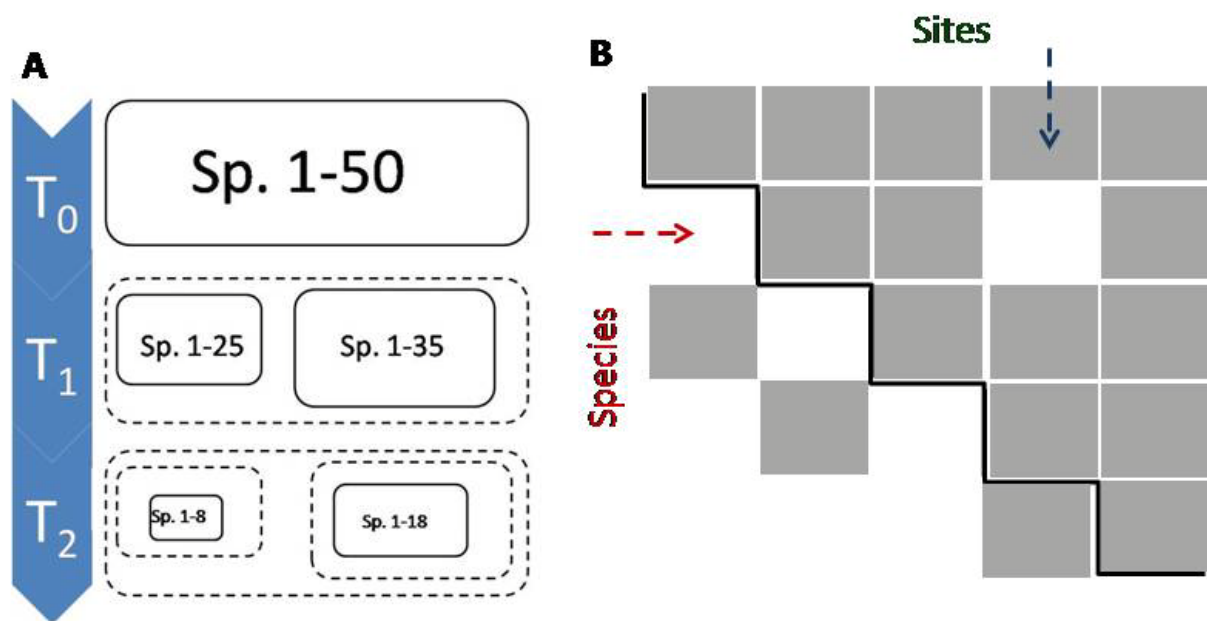 A
T0
Sp. 1-50
T1
Sp. 1-25
Sp. 1-35
T2
Sp. 1-8
Sp. 1-18
B
Sites
Species